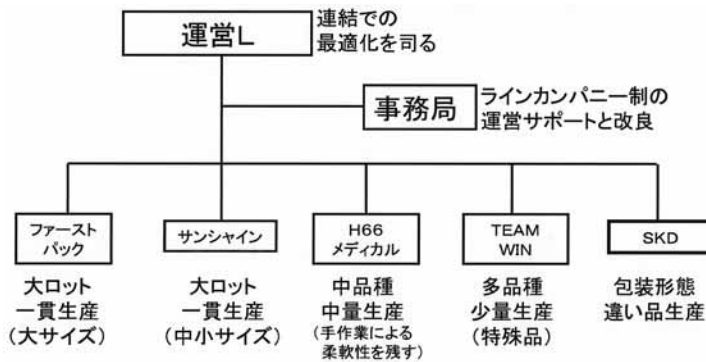 運営L
連結での
最適化を司る
事務局
ラインカンパニー制の
運営サポートと改良
ファースト
パック
大ロット
一貫生産
(大サイズ)
サンシャイン
大ロット
一貫生産
(中小サイズ)
H66
メディカル
中品種
中量生産
(手作業による
柔軟性を残す)
TEAM
WIN
多品種
少量生産
(特殊品)
SKD
包装形態
違い品生産